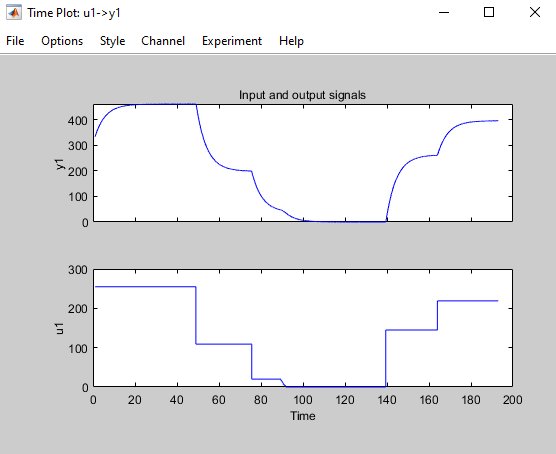 Time Plot: u1->y1
File Options Style Channel Experiment Help
Input and output signals
400
300
200
100
0
y1
300
200
100
0
u1
0 20 40 60 80 100 120 140 160 180 200
Time